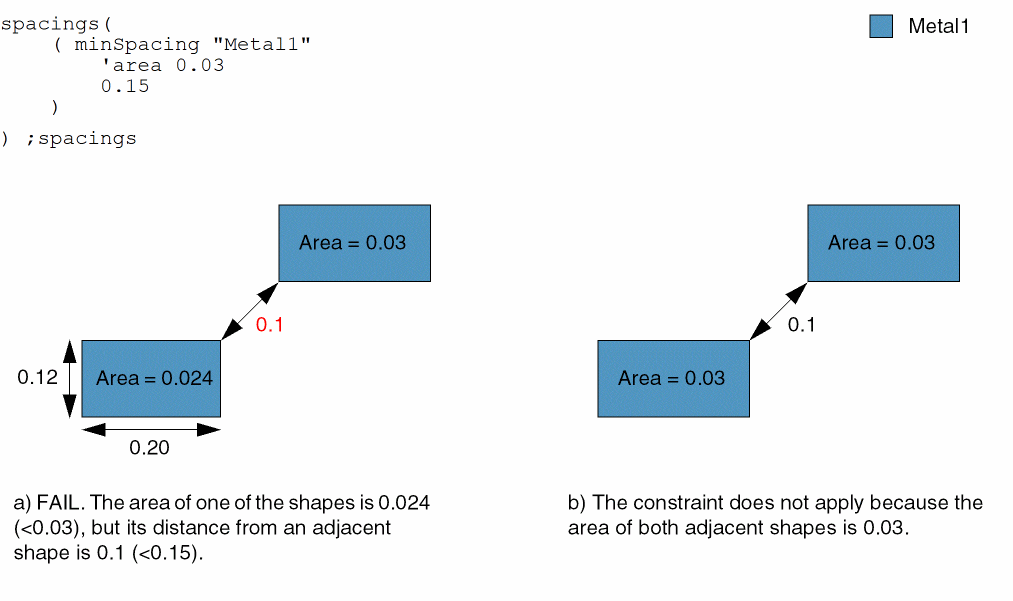 spacings(
( minSpacing "Metal1"
'area 0.03
0.15
)
) ;spacings
Metal1
Area = 0.03
0.1
0.12
Area = 0.024
0.20
Area = 0.03
0.1
Area = 0.03
a) FAIL. The area of one of the shapes is 0.024
(<0.03), but its distance from an adjacent
shape is 0.1 (<0.15).
b) The constraint does not apply because the
area of both adjacent shapes is 0.03.